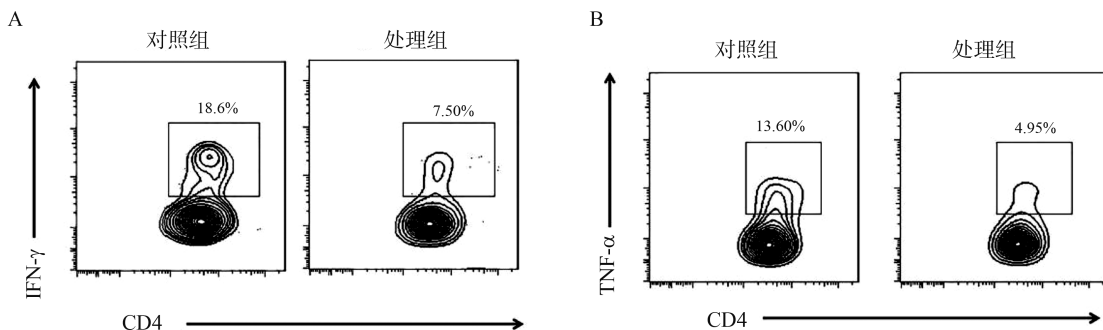 A
对照组
处理组
18.6%
7.50%
IFN-γ
CD4
B
对照组
处理组
13.60%
4.95%
TNF-α
CD4